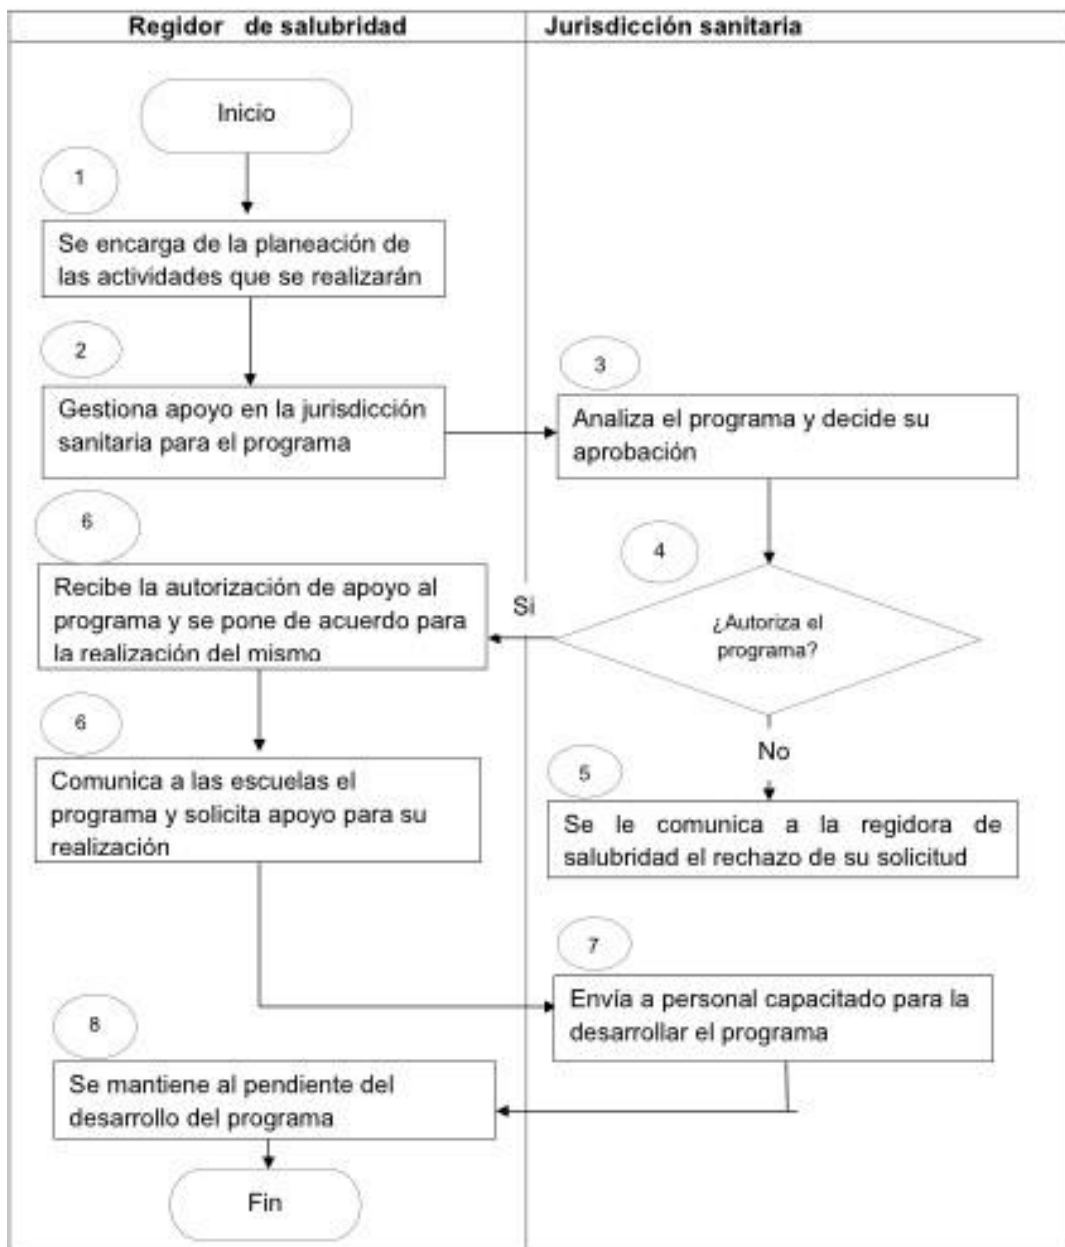 Regidor de salubridad
Jurisdicción sanitaria
Inicio
1
Se encarga de la planeación de
las actividades que se realizarán
2
Gestiona apoyo en la jurisdicción
sanitaria para el programa
3
Analiza el programa y decide su
aprobación
4
¿Autoriza el
programa?
Si
6
Recibe la autorización de apoyo al
programa y se pone de acuerdo para
la realización del mismo
No
5
Se le comunica a la regidora de
salubridad el rechazo de su solicitud
6
Comunica a las escuelas el
programa y solicita apoyo para su
realización
7
Envía a personal capacitado para la
desarrollar el programa
8
Se mantiene al pendiente del
desarrollo del programa
Fin